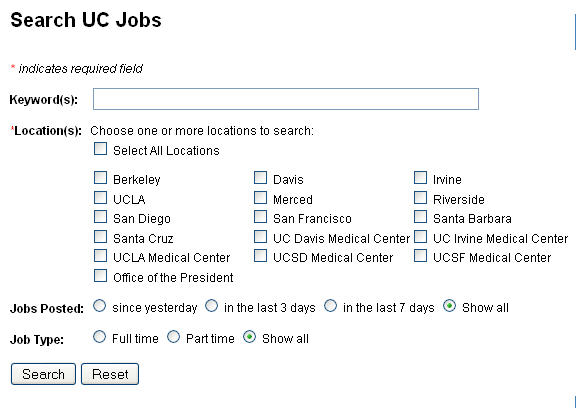 Search UC Jobs
* indicates required field
Keyword(s):
*Location(s): Choose one or more locations to search:
Select All Locations
Berkeley Davis Irvine
UCLA Merced Riverside
San Diego San Francisco Santa Barbara
Santa Cruz UC Davis Medical Center UC Irvine Medical Center
UCLA Medical Center UCSD Medical Center UCSF Medical Center
Office of the President
Jobs Posted: since yesterday in the last 3 days in the last 7 days Show all
Job Type: Full time Part time Show all
Search Reset